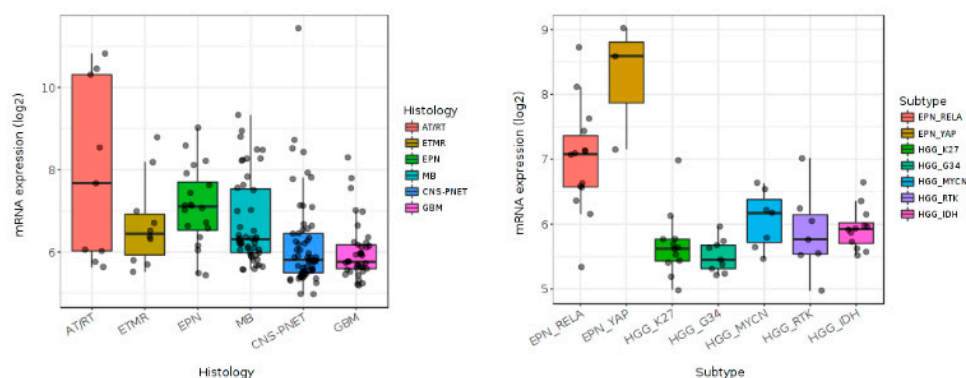 mRNA expression (log2)
10
8
6
AT/RT
ETMR
EPN
MB
CNS-PNET
GBM
Histology
Histology
AT/RT
ETMR
EPN
MB
CNS-PNET
GBM
mRNA expression (log2)
9
8
7
6
5
EPN_RELA
EPN_YAP
HGG_K27
HGG_G34
HGG_MYCN
HGG_RTK
HGG_IDH
Subtype
Subtype
EPN_RELA
EPN_YAP
HGG_K27
HGG_G34
HGG_MYCN
HGG_RTK
HGG_IDH